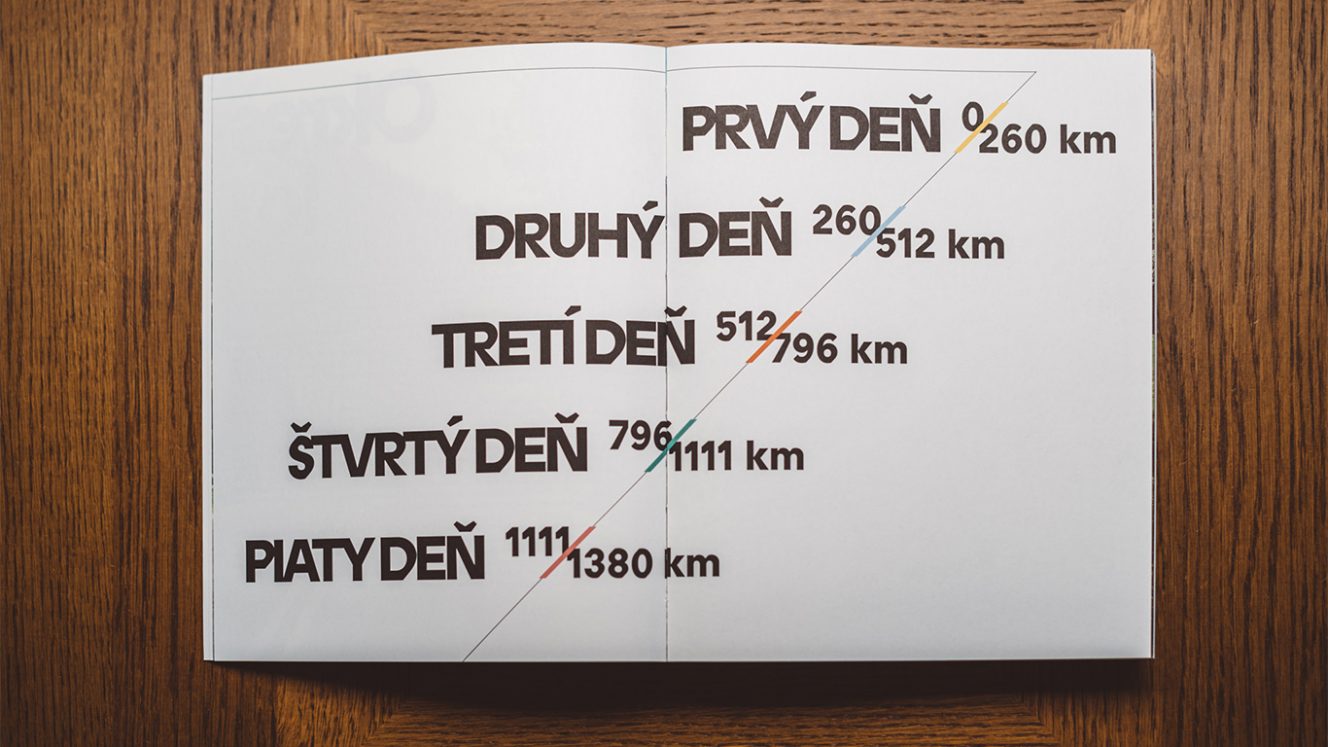 PRVÝ DEŇ 0/260 km
DRUHÝ DEŇ 260/512 km
TRETÍ DEŇ 512/796 km
ŠTVRTÝ DEŇ 796/1111 km
PIATY DEŇ 1111/1380 km